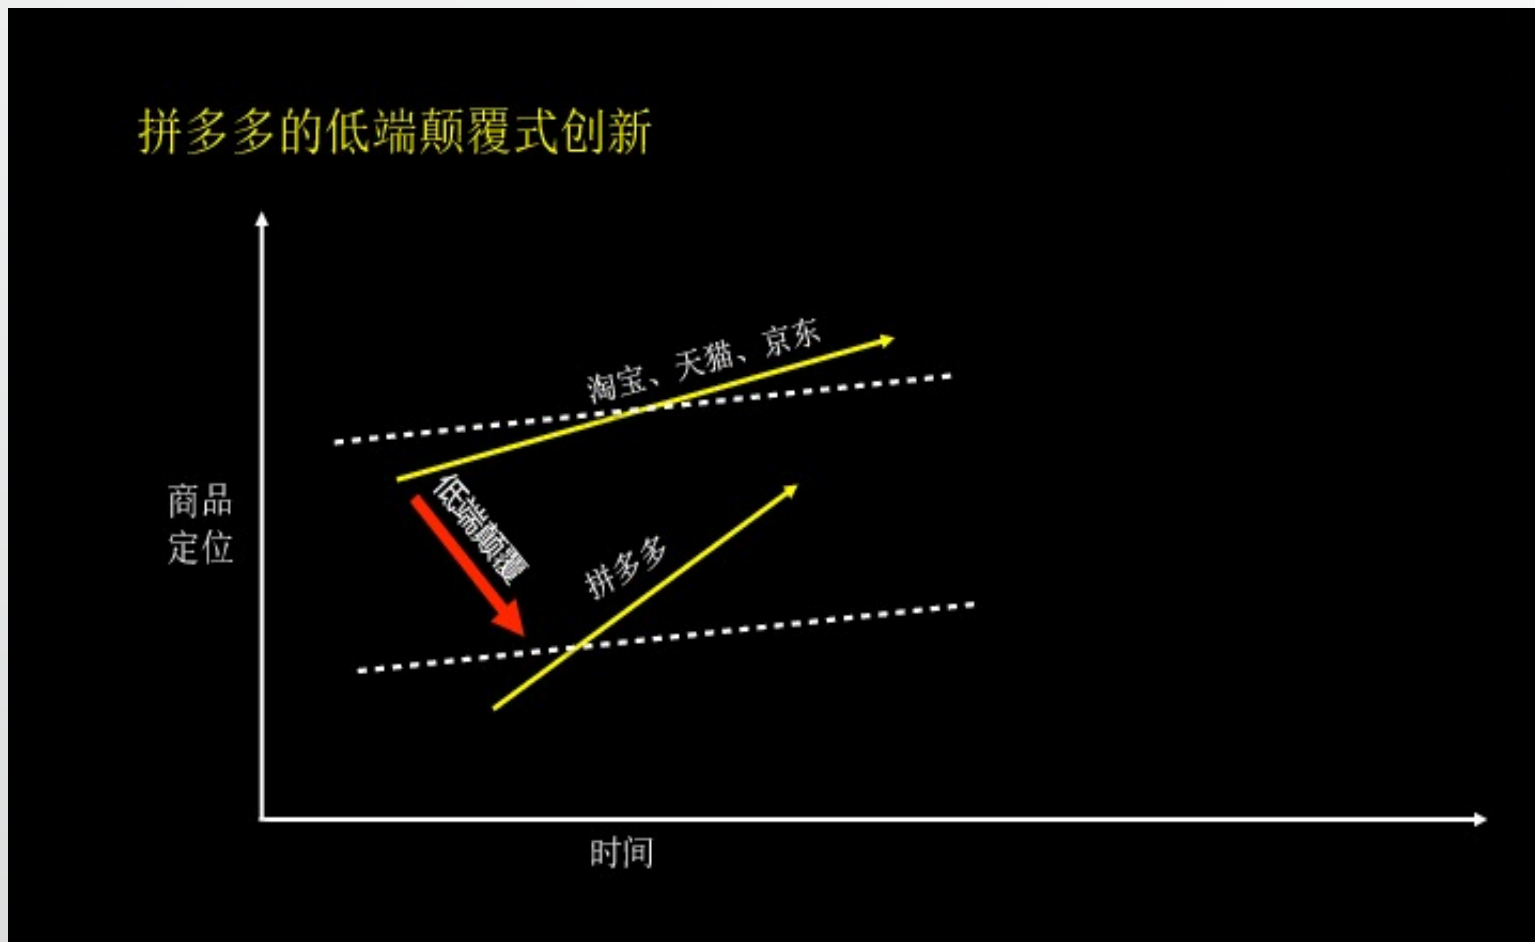 拼多多的低端颠覆式创新
淘宝、天猫、京东
低端颠覆
商品
定位
拼多多
时间